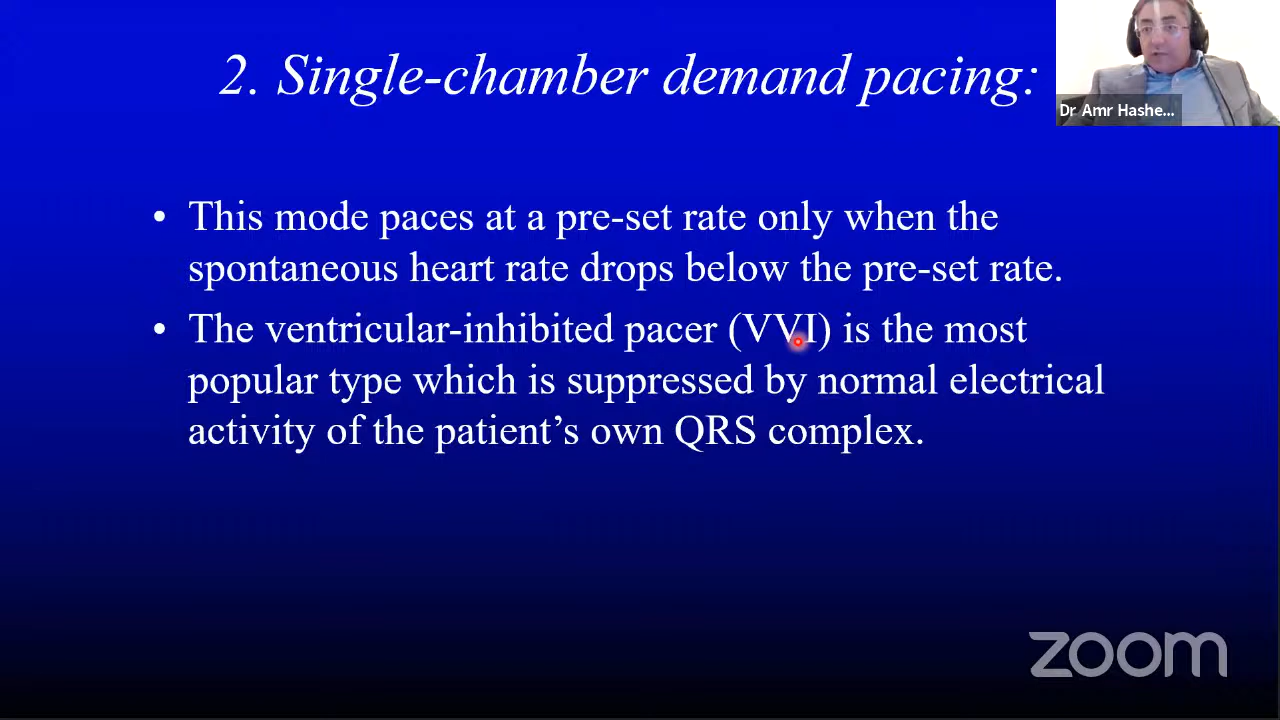 2. Single-chamber demand pacing:
Dr Amr Hashe...
• This mode paces at a pre-set rate only when the
spontaneous heart rate drops below the pre-set rate.
• The ventricular-inhibited pacer (VVI) is the most
popular type which is suppressed by normal electrical
activity of the patient’s own QRS complex.
zoom